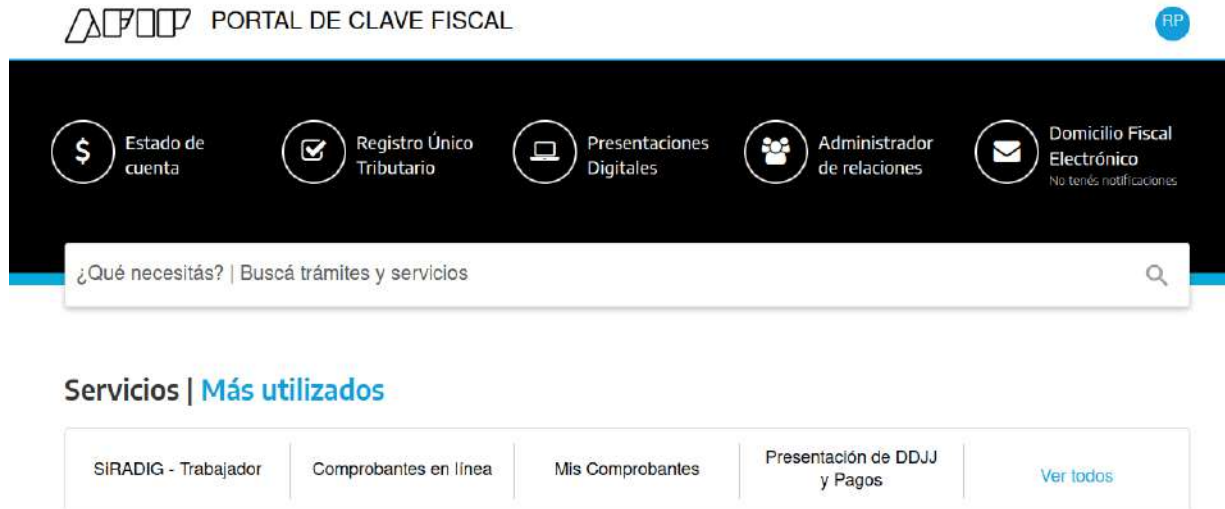 AFIP PORTAL DE CLAVE FISCAL
RP
Estado de
cuenta
Registro Único
Tributario
Presentaciones
Digitales
Administrador
de relaciones
Domicilio Fiscal
Electrónico
No tenés notificaciones
¿Qué necesitás? | Buscá trámites y servicios
Servicios | Más utilizados
SiRADIG - Trabajador
Comprobantes en línea
Mis Comprobantes
Presentación de DDJJ
y Pagos
Ver todos